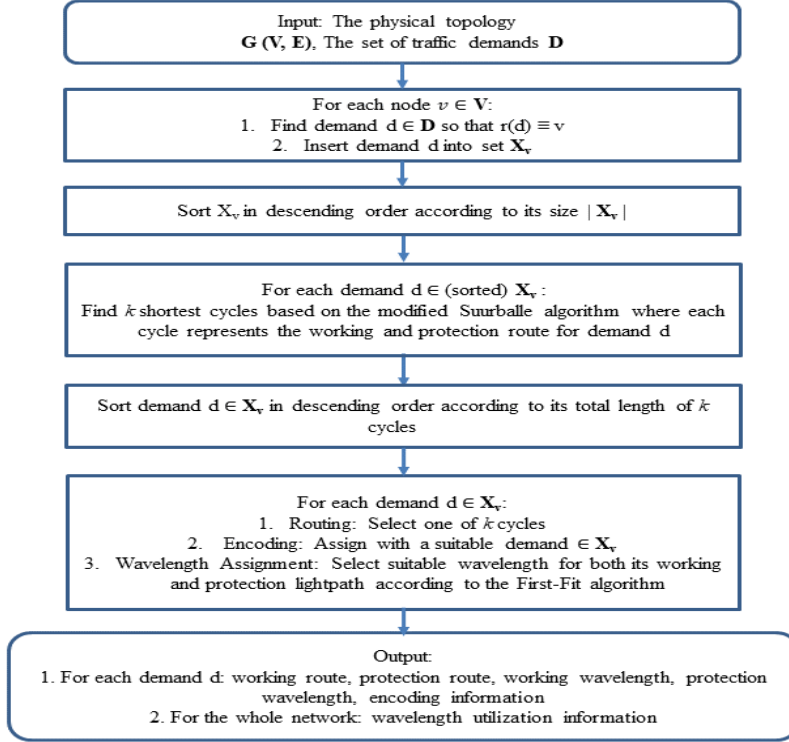 Input: The physical topology
G (V, E), The set of traffic demands D
For each node v ∈ V:
1. Find demand d ∈ D so that r(d) ≡ v
2. Insert demand d into set Xv
Sort Xv in descending order according to its size | Xv |
For each demand d ∈ (sorted) Xv :
Find k shortest cycles based on the modified Suurballe algorithm where each
cycle represents the working and protection route for demand d
Sort demand d ∈ Xv in descending order according to its total length of k
cycles
For each demand d ∈ Xv:
1. Routing: Select one of k cycles
2. Encoding: Assign with a suitable demand ∈ Xv
3. Wavelength Assignment: Select suitable wavelength for both its working
and protection lightpath according to the First-Fit algorithm
Output:
1. For each demand d: working route, protection route, working wavelength, protection
wavelength, encoding information
2. For the whole network: wavelength utilization information